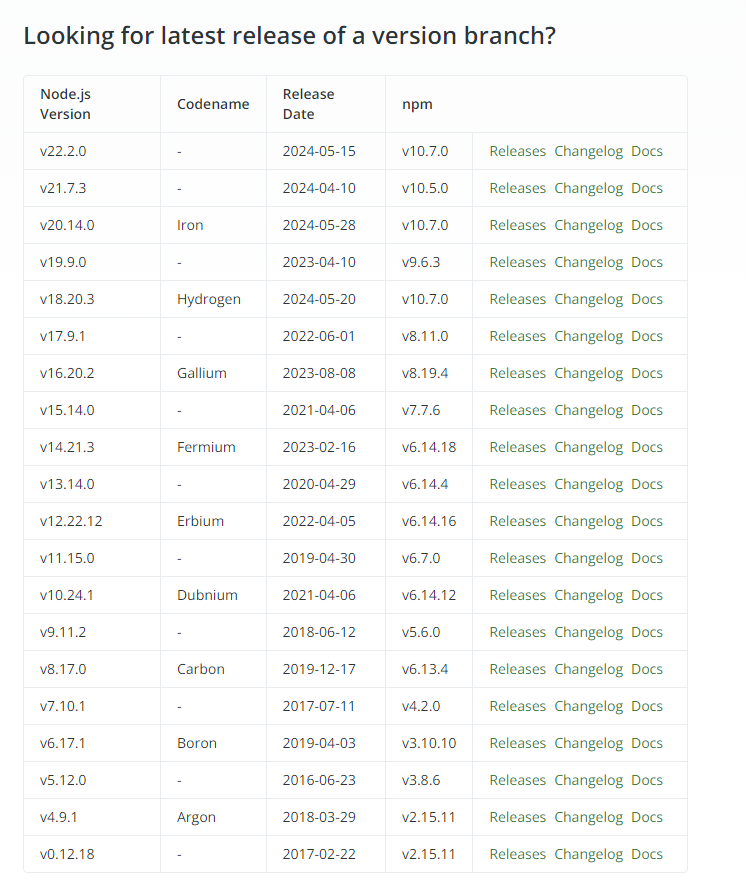 Looking for latest release of a version branch?
Node.js Version Codename Release Date npm
v22.2.0 - 2024-05-15 v10.7.0 Releases Changelog Docs
v21.7.3 - 2024-04-10 v10.5.0 Releases Changelog Docs
v20.14.0 Iron 2024-05-28 v10.7.0 Releases Changelog Docs
v19.9.0 - 2023-04-10 v9.6.3 Releases Changelog Docs
v18.20.3 Hydrogen 2024-05-20 v10.7.0 Releases Changelog Docs
v17.9.1 - 2022-06-01 v8.11.0 Releases Changelog Docs
v16.20.2 Gallium 2023-08-08 v8.19.4 Releases Changelog Docs
v15.14.0 - 2021-04-06 v7.7.6 Releases Changelog Docs
v14.21.3 Fermium 2023-02-16 v6.14.18 Releases Changelog Docs
v13.14.0 - 2020-04-29 v6.14.4 Releases Changelog Docs
v12.22.12 Erbium 2022-04-05 v6.14.16 Releases Changelog Docs
v11.15.0 - 2019-04-30 v6.7.0 Releases Changelog Docs
v10.24.1 Dubnium 2021-04-06 v6.14.12 Releases Changelog Docs
v9.11.2 - 2018-06-12 v5.6.0 Releases Changelog Docs
v8.17.0 Carbon 2019-12-17 v6.13.4 Releases Changelog Docs
v7.10.1 - 2017-07-11 v4.2.0 Releases Changelog Docs
v6.17.1 Boron 2019-04-03 v3.10.10 Releases Changelog Docs
v5.12.0 - 2016-06-23 v3.8.6 Releases Changelog Docs
v4.9.1 Argon 2018-03-29 v2.15.11 Releases Changelog Docs
v0.12.18 - 2017-02-22 v2.15.11 Releases Changelog Docs